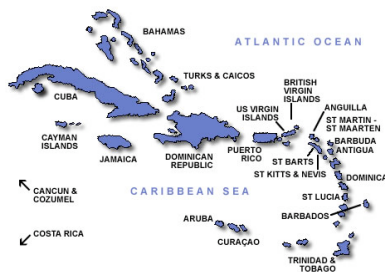 BAHAMAS
ATLANTIC OCEAN
TURKS & CAICOS
CUBA
BRITISH
VIRGIN
ISLANDS
US VIRGIN
ISLANDS
ANGUILLA
ST MARTIN -
ST MAARTEN
BARBUDA
ANTIGUA
CAYMAN
ISLANDS
JAMAICA
DOMINICAN
REPUBLIC
PUERTO
RICO
ST BARTS
ST KITTS & NEVIS
DOMINICA
CANCUN &
COZUMEL
CARIBBEAN SEA
ST LUCIA
BARBADOS
ARUBA
COSTA RICA
CURAÇAO
TRINIDAD &
TOBAGO